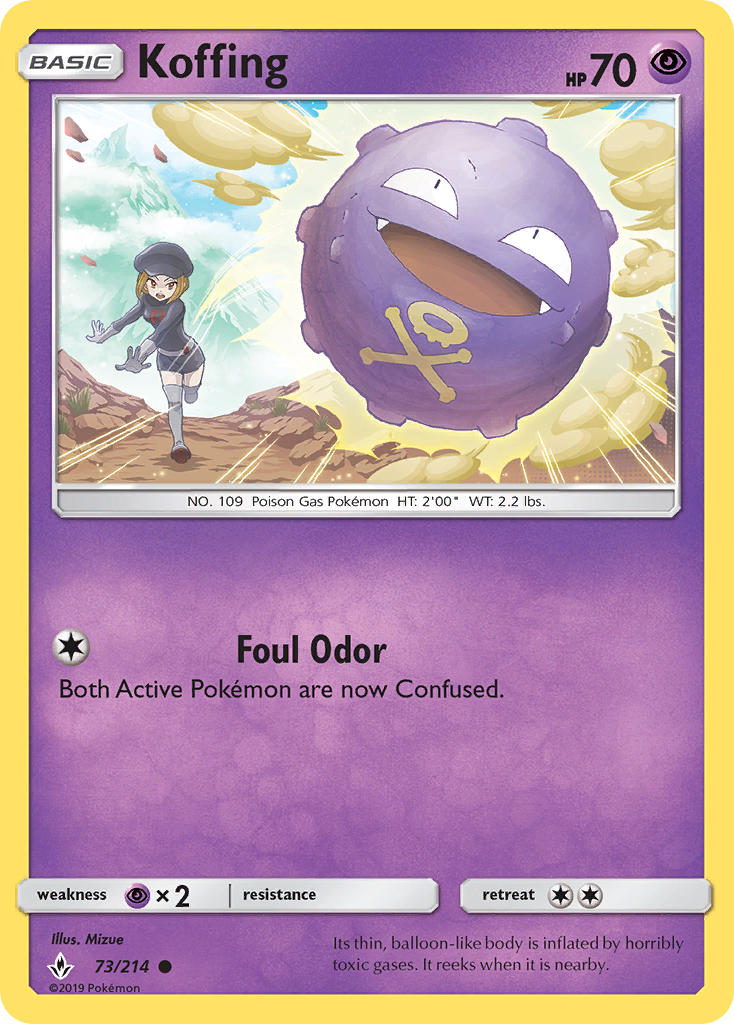 BASIC Koffing HP 70
NO. 109 Poison Gas Pokémon HT: 2'00" WT: 2.2 lbs.
Foul Odor
Both Active Pokémon are now Confused.
weakness ×2 resistance retreat
Illus. Mizue
73/214
©2019 Pokémon
Its thin, balloon-like body is inflated by horribly
toxic gases. It reeks when it is nearby.